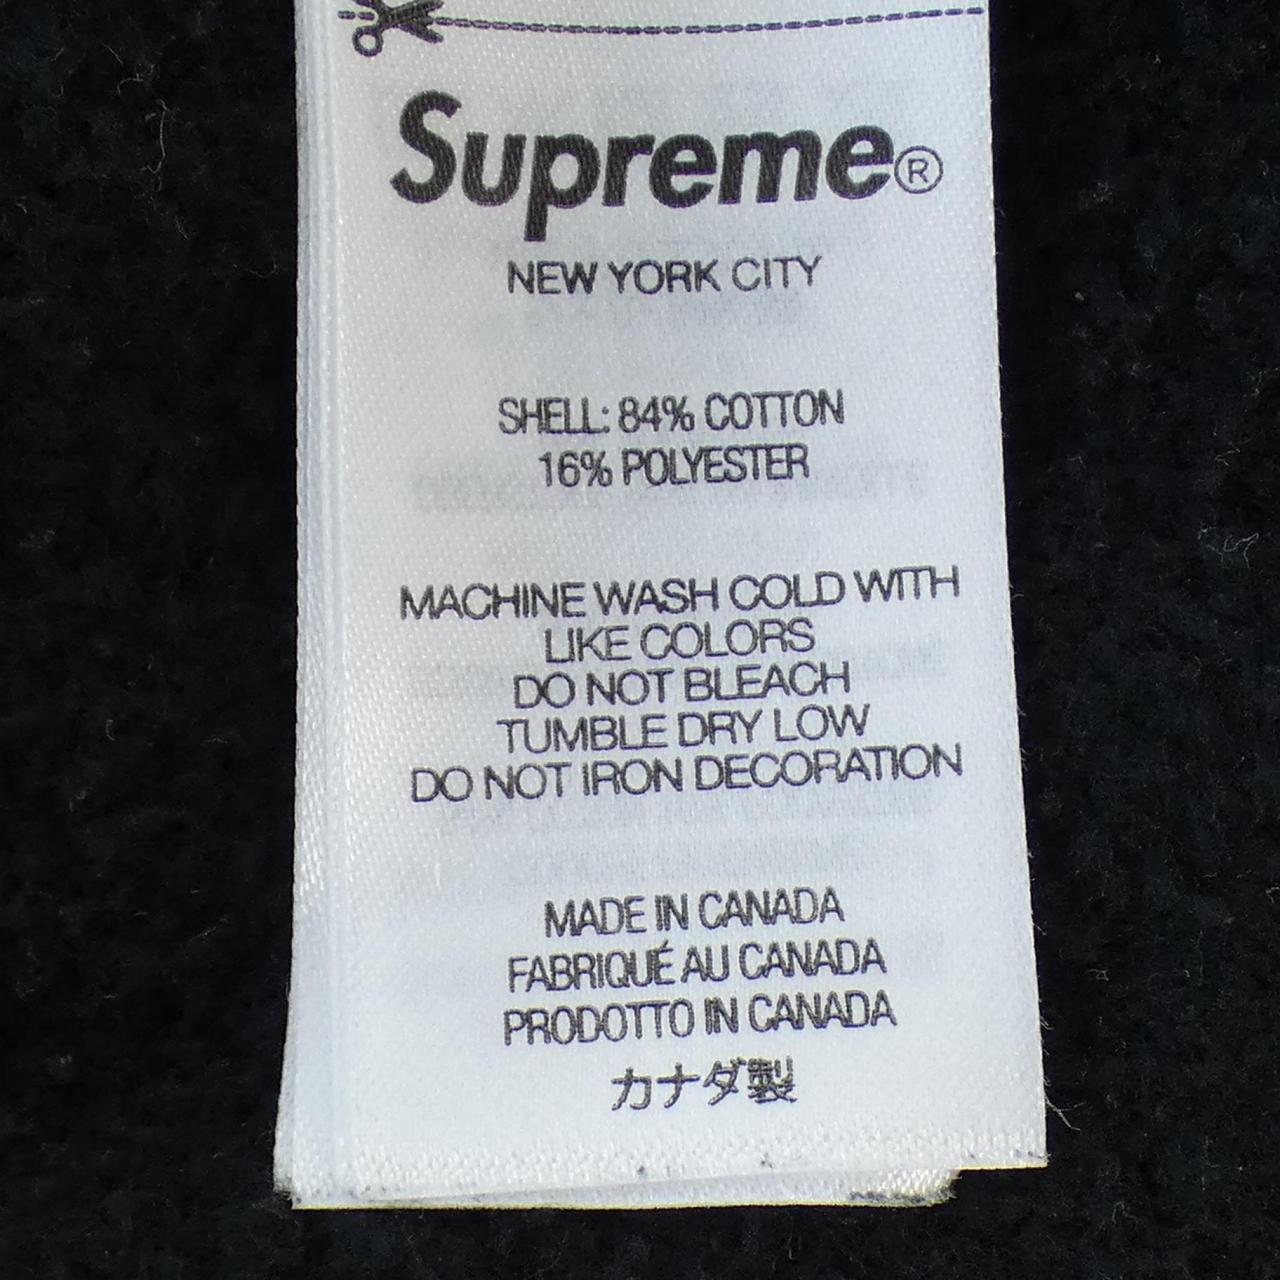 Supreme®
NEW YORK CITY
SHELL: 84% COTTON
16% POLYESTER
MACHINE WASH COLD WITH
LIKE COLORS
DO NOT BLEACH
TUMBLE DRY LOW
DO NOT IRON DECORATION
MADE IN CANADA
FABRIQUÉ AU CANADA
PRODOTTO IN CANADA
カナダ製